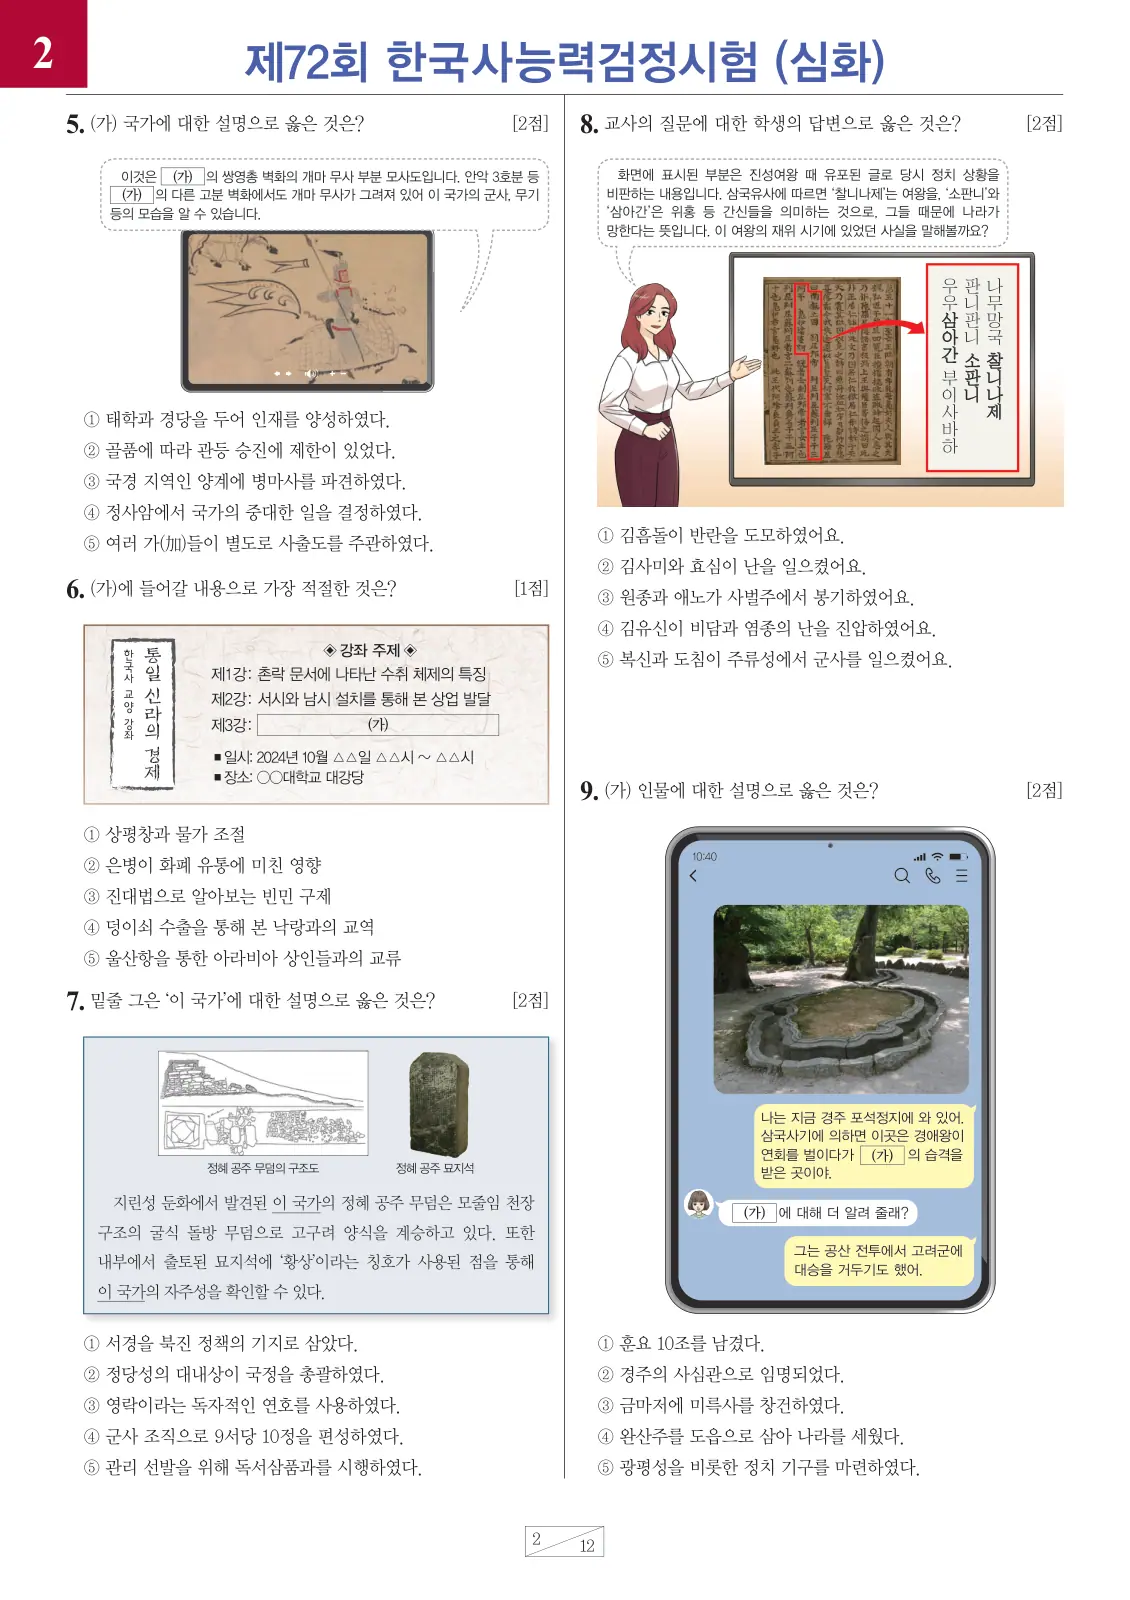 2
제72회 한국사능력검정시험 (심화)
5. (가) 국가에 대한 설명으로 옳은 것은? [2점]
이것은 (가) 의 쌍영총 벽화의 개마 무사 부분 모사도입니다. 안악 3호분 등
(가) 의 다른 고분 벽화에서도 개마 무사가 그려져 있어 이 국가의 군사, 무기
등의 모습을 알 수 있습니다.
① 태학과 경당을 두어 인재를 양성하였다.
② 골품에 따라 관등 승진에 제한이 있었다.
③ 국경 지역인 양계에 병마사를 파견하였다.
④ 정사암에서 국가의 중대한 일을 결정하였다.
⑤ 여러 가(加)들이 별도로 사출도를 주관하였다.
6. (가)에 들어갈 내용으로 가장 적절한 것은? [1점]
한국사 교양 강좌
통일 신라의 경제
◈ 강좌 주제 ◈
제1강: 촌락 문서에 나타난 수취 체제의 특징
제2강: 서시와 남시 설치를 통해 본 상업 발달
제3강: (가)
■ 일시: 2024년 10월 △△일 △△시 ~ △△시
■ 장소: ○○대학교 대강당
① 상평창과 물가 조절
② 은병이 화폐 유통에 미친 영향
③ 진대법으로 알아보는 빈민 구제
④ 덩이쇠 수출을 통해 본 낙랑과의 교역
⑤ 울산항을 통한 아라비아 상인들과의 교류
7. 밑줄 그은 ‘이 국가’에 대한 설명으로 옳은 것은? [2점]
정혜 공주 무덤의 구조도
정혜 공주 묘지석
지린성 둔화에서 발견된 이 국가의 정혜 공주 무덤은 모줄임 천장
구조의 굴식 돌방 무덤으로 고구려 양식을 계승하고 있다. 또한
내부에서 출토된 묘지석에 ‘황상’이라는 칭호가 사용된 점을 통해
이 국가의 자주성을 확인할 수 있다.
① 서경을 북진 정책의 기지로 삼았다.
② 정당성의 대내상이 국정을 총괄하였다.
③ 영락이라는 독자적인 연호를 사용하였다.
④ 군사 조직으로 9서당 10정을 편성하였다.
⑤ 관리 선발을 위해 독서삼품과를 시행하였다.
8. 교사의 질문에 대한 학생의 답변으로 옳은 것은? [2점]
화면에 표시된 부분은 진성여왕 때 유포된 글로 당시 정치 상황을
비판하는 내용입니다. 삼국유사에 따르면 ‘찰니나제’는 여왕을, ‘소판니’와
‘삼아간’은 위홍 등 간신들을 의미하는 것으로, 그들 때문에 나라가
망한다는 뜻입니다. 이 여왕의 재위 시기에 있었던 사실을 말해볼까요?
나무망국 찰니나제
판니판니 소판니
우우삼아간 부이사바하
① 김흠돌이 반란을 도모하였어요.
② 김사미와 효심이 난을 일으켰어요.
③ 원종과 애노가 사벌주에서 봉기하였어요.
④ 김유신이 비담과 염종의 난을 진압하였어요.
⑤ 복신과 도침이 주류성에서 군사를 일으켰어요.
9. (가) 인물에 대한 설명으로 옳은 것은? [2점]
10:40
나는 지금 경주 포석정지에 와 있어.
삼국사기에 의하면 이곳은 경애왕이
연회를 벌이다가 (가) 의 습격을
받은 곳이야.
(가) 에 대해 더 알려 줄래?
그는 공산 전투에서 고려군에
대승을 거두기도 했어.
① 훈요 10조를 남겼다.
② 경주의 사심관으로 임명되었다.
③ 금마저에 미륵사를 창건하였다.
④ 완산주를 도읍으로 삼아 나라를 세웠다.
⑤ 광평성을 비롯한 정치 기구를 마련하였다.
2
12